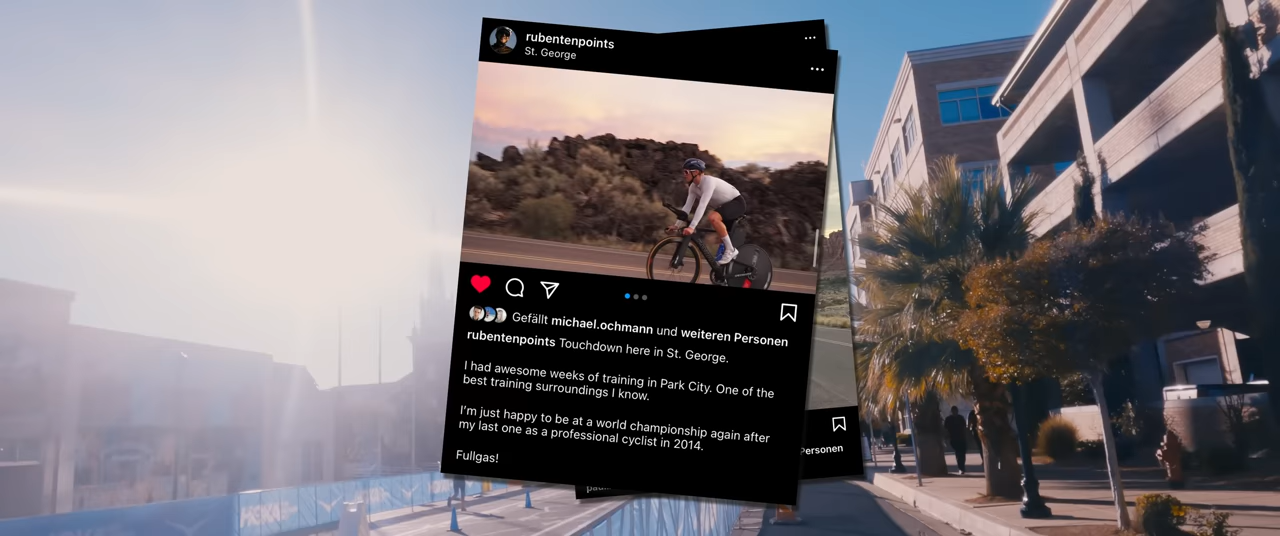 rubentenpoints
St. George
Gefällt michael.ochmann und weiteren Personen
rubentenpoints Touchdown here in St. George.
I had awesome weeks of training in Park City. One of the
best training surroundings I know.
I'm just happy to be at a world championship again after
my last one as a professional cyclist in 2014.
Fullgas!
Personen
HOKA